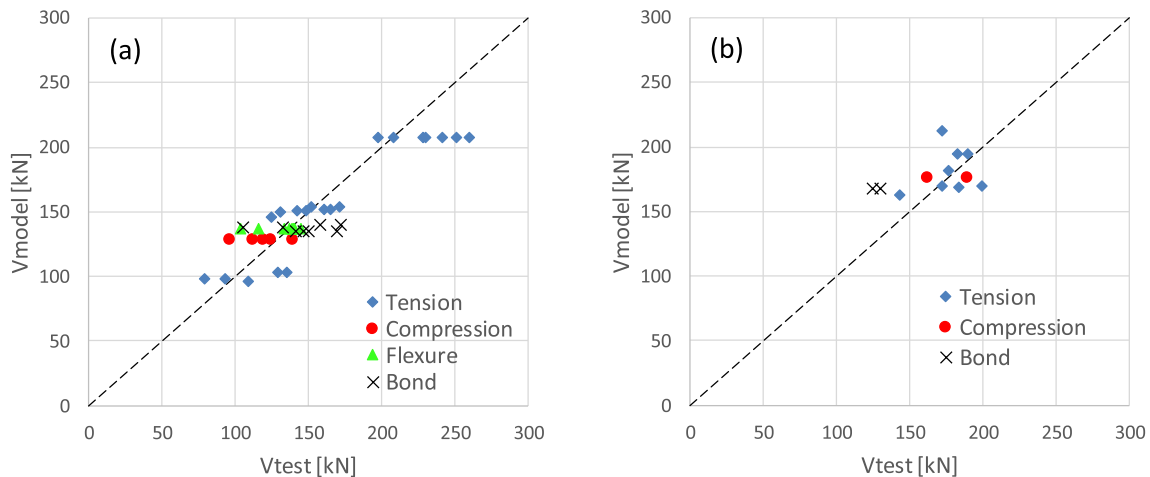 (a)
300
250
200
150
100
50
0
0 50 100 150 200 250 300
Vmodel [kN]
Vtest [kN]
Tension
Compression
Flexure
Bond
(b)
300
250
200
150
100
50
0
0 50 100 150 200 250 300
Vmodel [kN]
Vtest [kN]
Tension
Compression
Bond